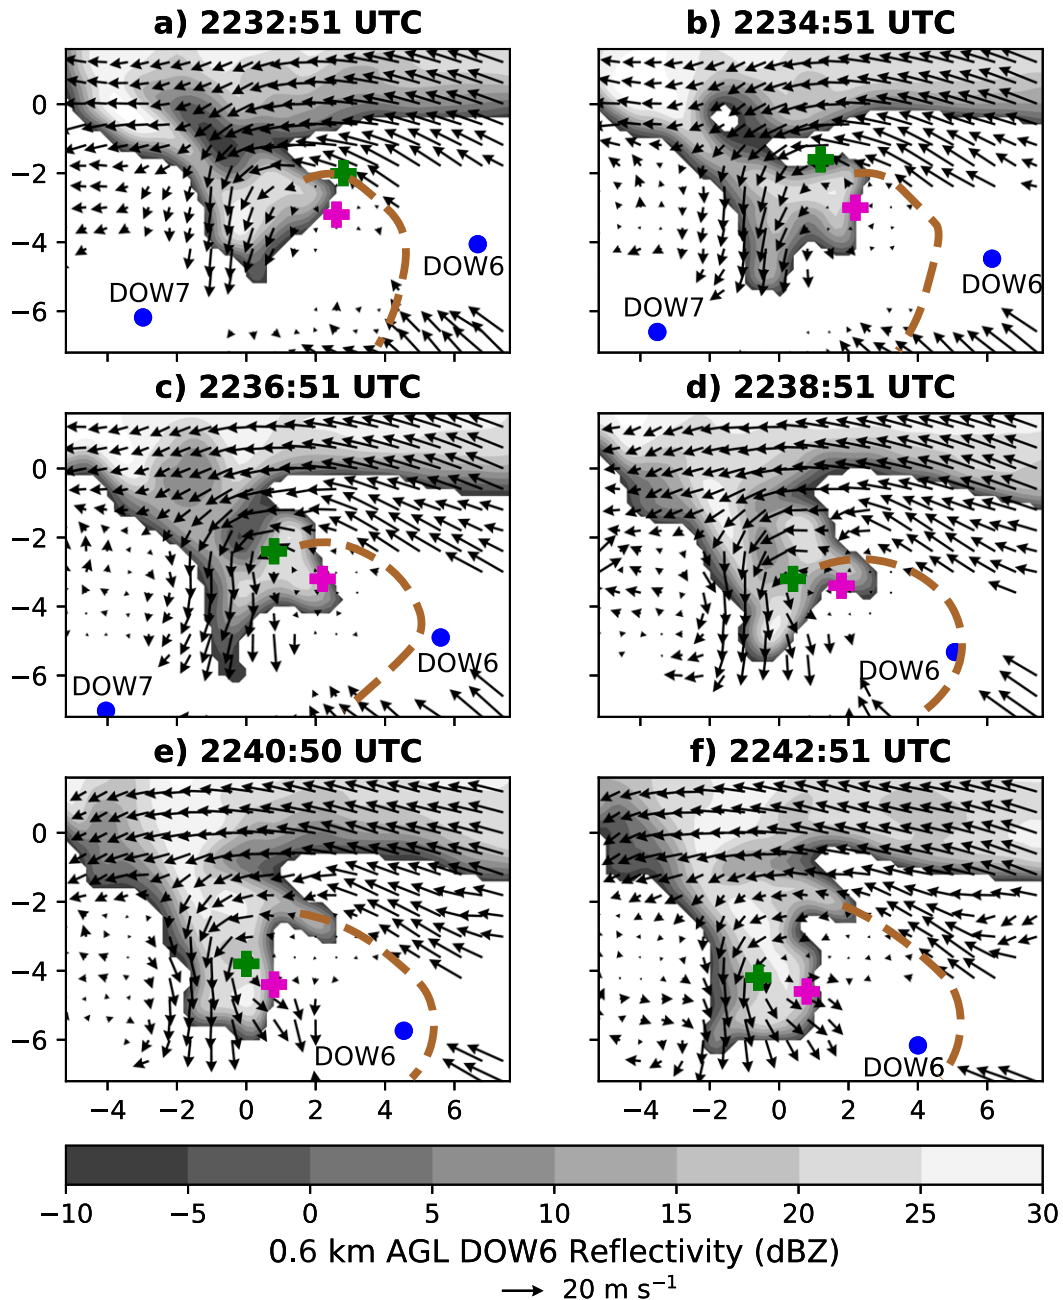 a) 2232:51 UTC
b) 2234:51 UTC
0
−2
−4
−6
DOW7
DOW6
DOW7
DOW6
c) 2236:51 UTC
d) 2238:51 UTC
0
−2
−4
−6
DOW7
DOW6
DOW6
e) 2240:50 UTC
f) 2242:51 UTC
0
−2
−4
−6
DOW6
DOW6
−4 −2 0 2 4 6
−4 −2 0 2 4 6
−10 −5 0 5 10 15 20 25 30
0.6 km AGL DOW6 Reflectivity (dBZ)
20 m s⁻¹